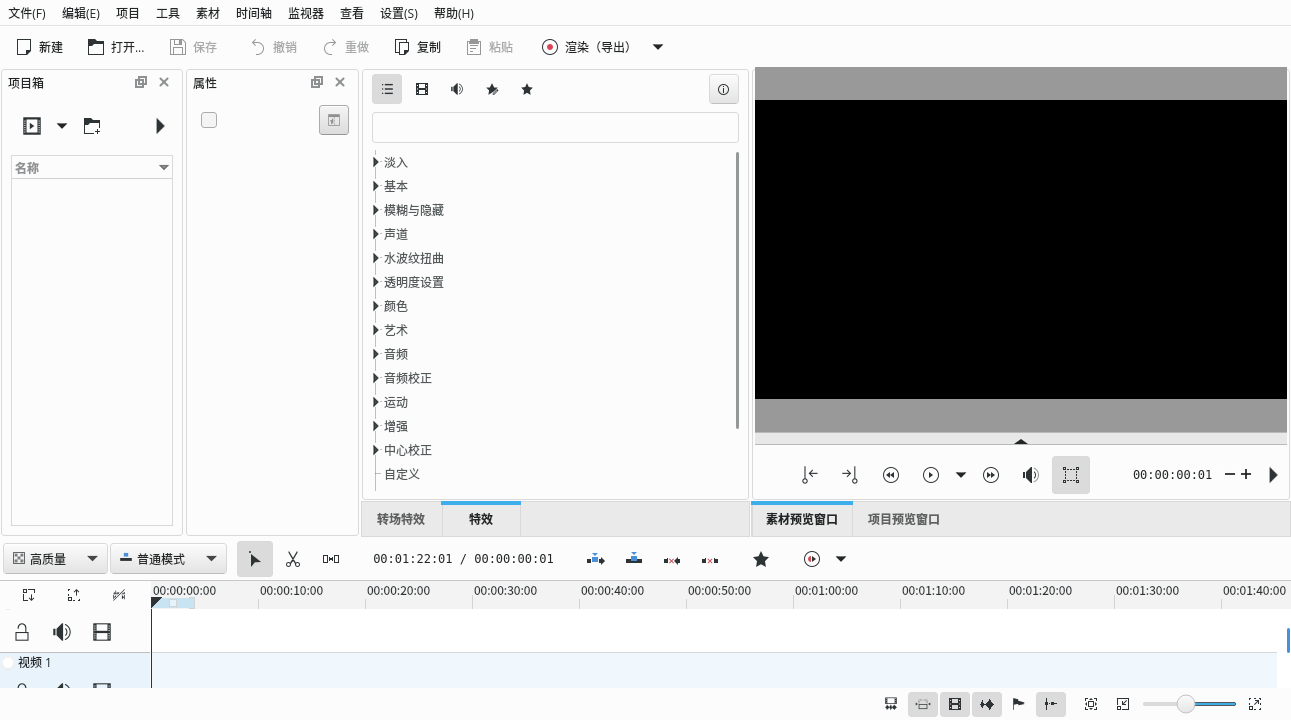 文件(F) 编辑(E) 项目 工具 素材 时间轴 监视器 查看 设置(S) 帮助(H)
新建 打开... 保存 撤销 重做 复制 粘贴 渲染（导出）
项目箱
名称
属性
淡入
基本
模糊与隐藏
声道
水波纹扭曲
透明度设置
颜色
艺术
音频
音频校正
运动
增强
中心校正
自定义
转场特效 特效
00:00:00:01
素材预览窗口 项目预览窗口
高质量 普通模式 00:01:22:01 / 00:00:00:01
00:00:00:00 00:00:10:00 00:00:20:00 00:00:30:00 00:00:40:00 00:00:50:00 00:01:00:00 00:01:10:00 00:01:20:00 00:01:30:00 00:01:40:00
视频 1